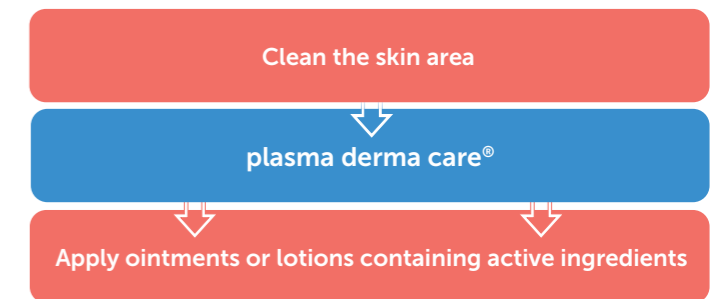 Clean the skin area
plasma derma care®
Apply ointments or lotions containing active ingredients